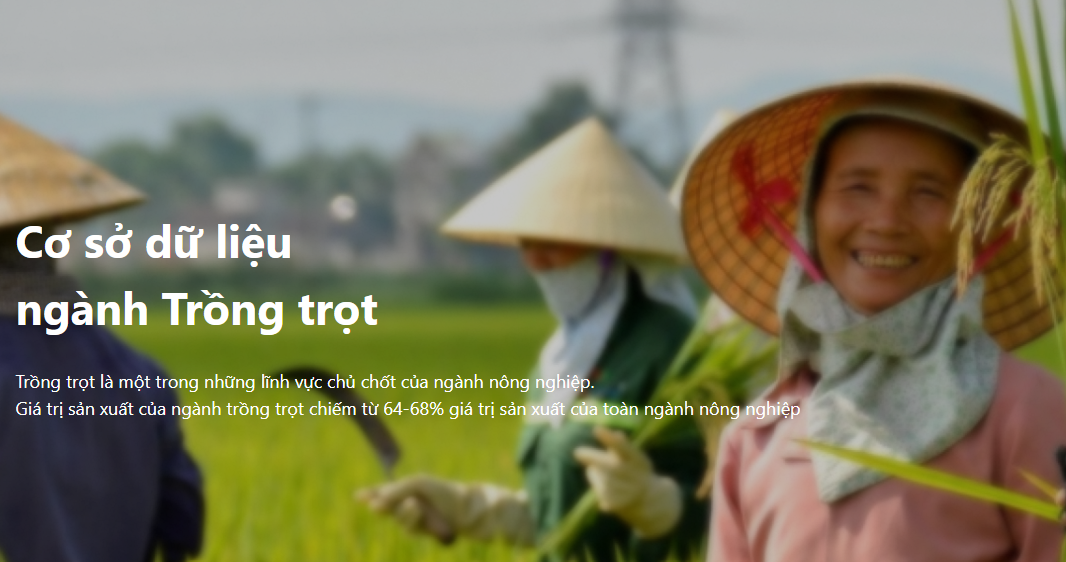 Cơ sở dữ liệu
ngành Trồng trọt
Trồng trọt là một trong những lĩnh vực chủ chốt của ngành nông nghiệp.
Giá trị sản xuất của ngành trồng trọt chiếm từ 64-68% giá trị sản xuất của toàn ngành nông nghiệp